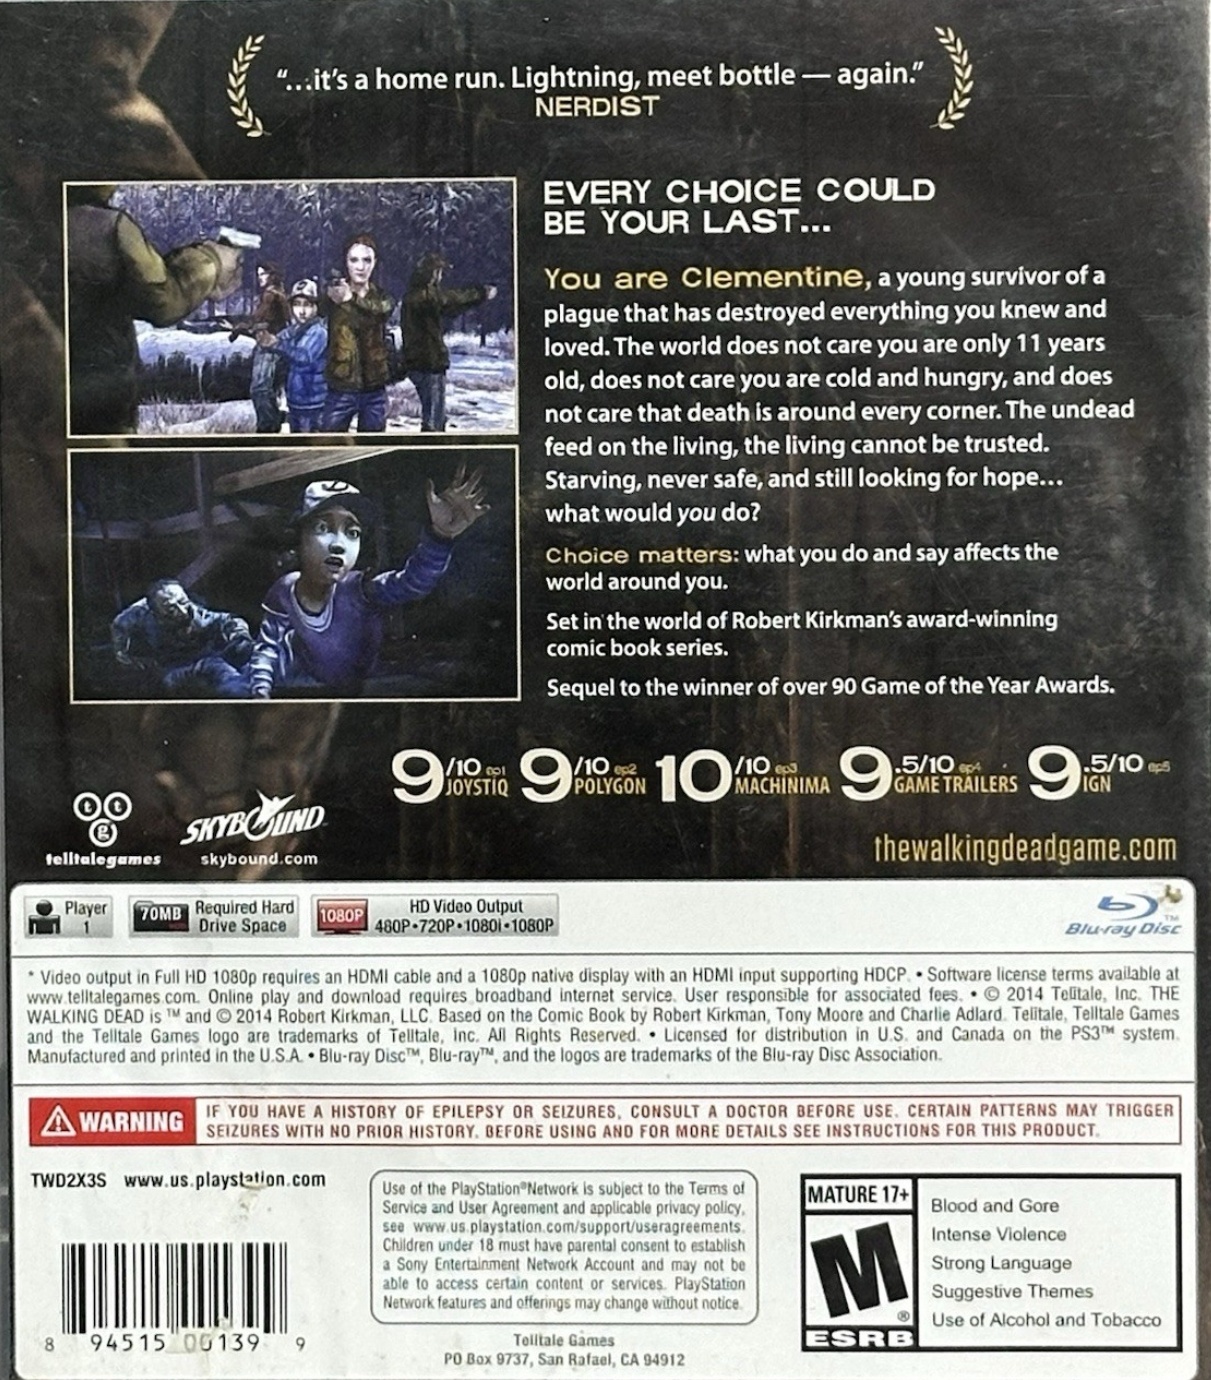 "...it's a home run. Lightning, meet bottle — again."
NERDIST
EVERY CHOICE COULD
BE YOUR LAST...
You are Clementine, a young survivor of a
plague that has destroyed everything you knew and
loved. The world does not care you are only 11 years
old, does not care you are cold and hungry, and does
not care that death is around every corner. The undead
feed on the living, the living cannot be trusted.
Starving, never safe, and still looking for hope...
what would you do?
Choice matters: what you do and say affects the
world around you.
Set in the world of Robert Kirkman's award-winning
comic book series.
Sequel to the winner of over 90 Game of the Year Awards.
9/10 ep1 JOYSTIQ
9/10 ep2 POLYGON
10/10 ep3 MACHINIMA
9.5/10 ep4 GAME TRAILERS
9.5/10 ep5 IGN
ttg
telltalegames
SKYBOUND
skybound.com
thewalkingdeadgame.com
Player
1
70MB
Required Hard
Drive Space
1080P
HD Video Output
480P•720P•1080i•1080P
Blu-ray Disc™
* Video output in Full HD 1080p requires an HDMI cable and a 1080p native display with an HDMI input supporting HDCP. • Software license terms available at
www.telltalegames.com. Online play and download requires broadband internet service. User responsible for associated fees. • © 2014 Telltale, Inc. THE
WALKING DEAD is ™ and © 2014 Robert Kirkman, LLC. Based on the Comic Book by Robert Kirkman, Tony Moore and Charlie Adlard. Telltale, Telltale Games
and the Telltale Games logo are trademarks of Telltale, Inc. All Rights Reserved. • Licensed for distribution in U.S. and Canada on the PS3™ system.
Manufactured and printed in the U.S.A. • Blu-ray Disc™, Blu-ray™, and the logos are trademarks of the Blu-ray Disc Association.
WARNING
IF YOU HAVE A HISTORY OF EPILEPSY OR SEIZURES, CONSULT A DOCTOR BEFORE USE. CERTAIN PATTERNS MAY TRIGGER
SEIZURES WITH NO PRIOR HISTORY. BEFORE USING AND FOR MORE DETAILS SEE INSTRUCTIONS FOR THIS PRODUCT.
TWD2X3S www.us.playstation.com
8 94515 00139 9
Use of the PlayStation®Network is subject to the Terms of
Service and User Agreement and applicable privacy policy,
see www.us.playstation.com/support/useragreements.
Children under 18 must have parental consent to establish
a Sony Entertainment Network Account and may not be
able to access certain content or services. PlayStation
Network features and offerings may change without notice.
Telltale Games
PO Box 9737, San Rafael, CA 94912
MATURE 17+
M®
ESRB
Blood and Gore
Intense Violence
Strong Language
Suggestive Themes
Use of Alcohol and Tobacco